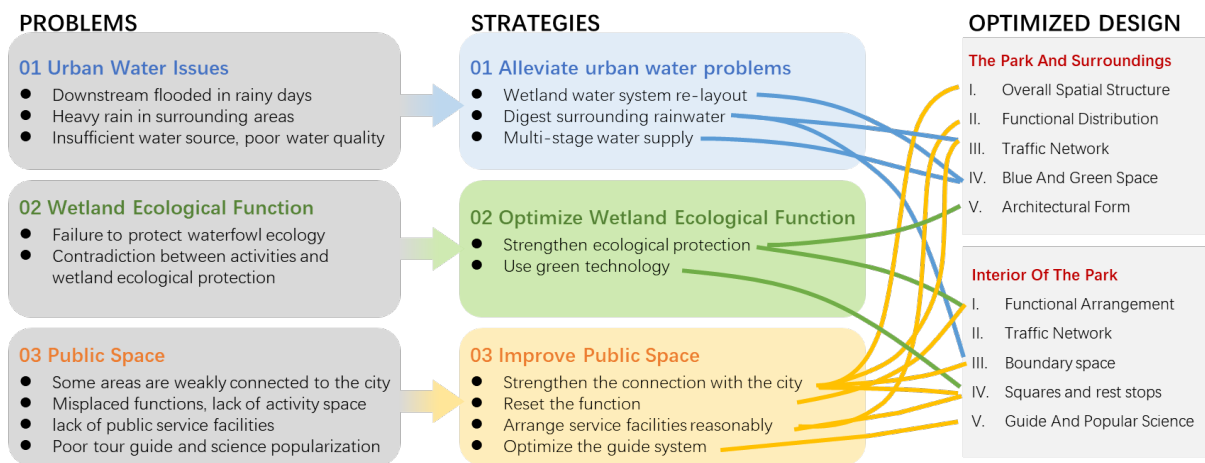 PROBLEMS
01 Urban Water Issues
● Downstream flooded in rainy days
● Heavy rain in surrounding areas
● Insufficient water source, poor water quality
02 Wetland Ecological Function
● Failure to protect waterfowl ecology
● Contradiction between activities and
wetland ecological protection
03 Public Space
● Some areas are weakly connected to the city
● Misplaced functions, lack of activity space
● lack of public service facilities
● Poor tour guide and science popularization
STRATEGIES
01 Alleviate urban water problems
● Wetland water system re-layout
● Digest surrounding rainwater
● Multi-stage water supply
02 Optimize Wetland Ecological Function
● Strengthen ecological protection
● Use green technology
03 Improve Public Space
● Strengthen the connection with the city
● Reset the function
● Arrange service facilities reasonably
● Optimize the guide system
OPTIMIZED DESIGN
The Park And Surroundings
I. Overall Spatial Structure
II. Functional Distribution
III. Traffic Network
IV. Blue And Green Space
V. Architectural Form
Interior Of The Park
I. Functional Arrangement
II. Traffic Network
III. Boundary space
IV. Squares and rest stops
V. Guide And Popular Science